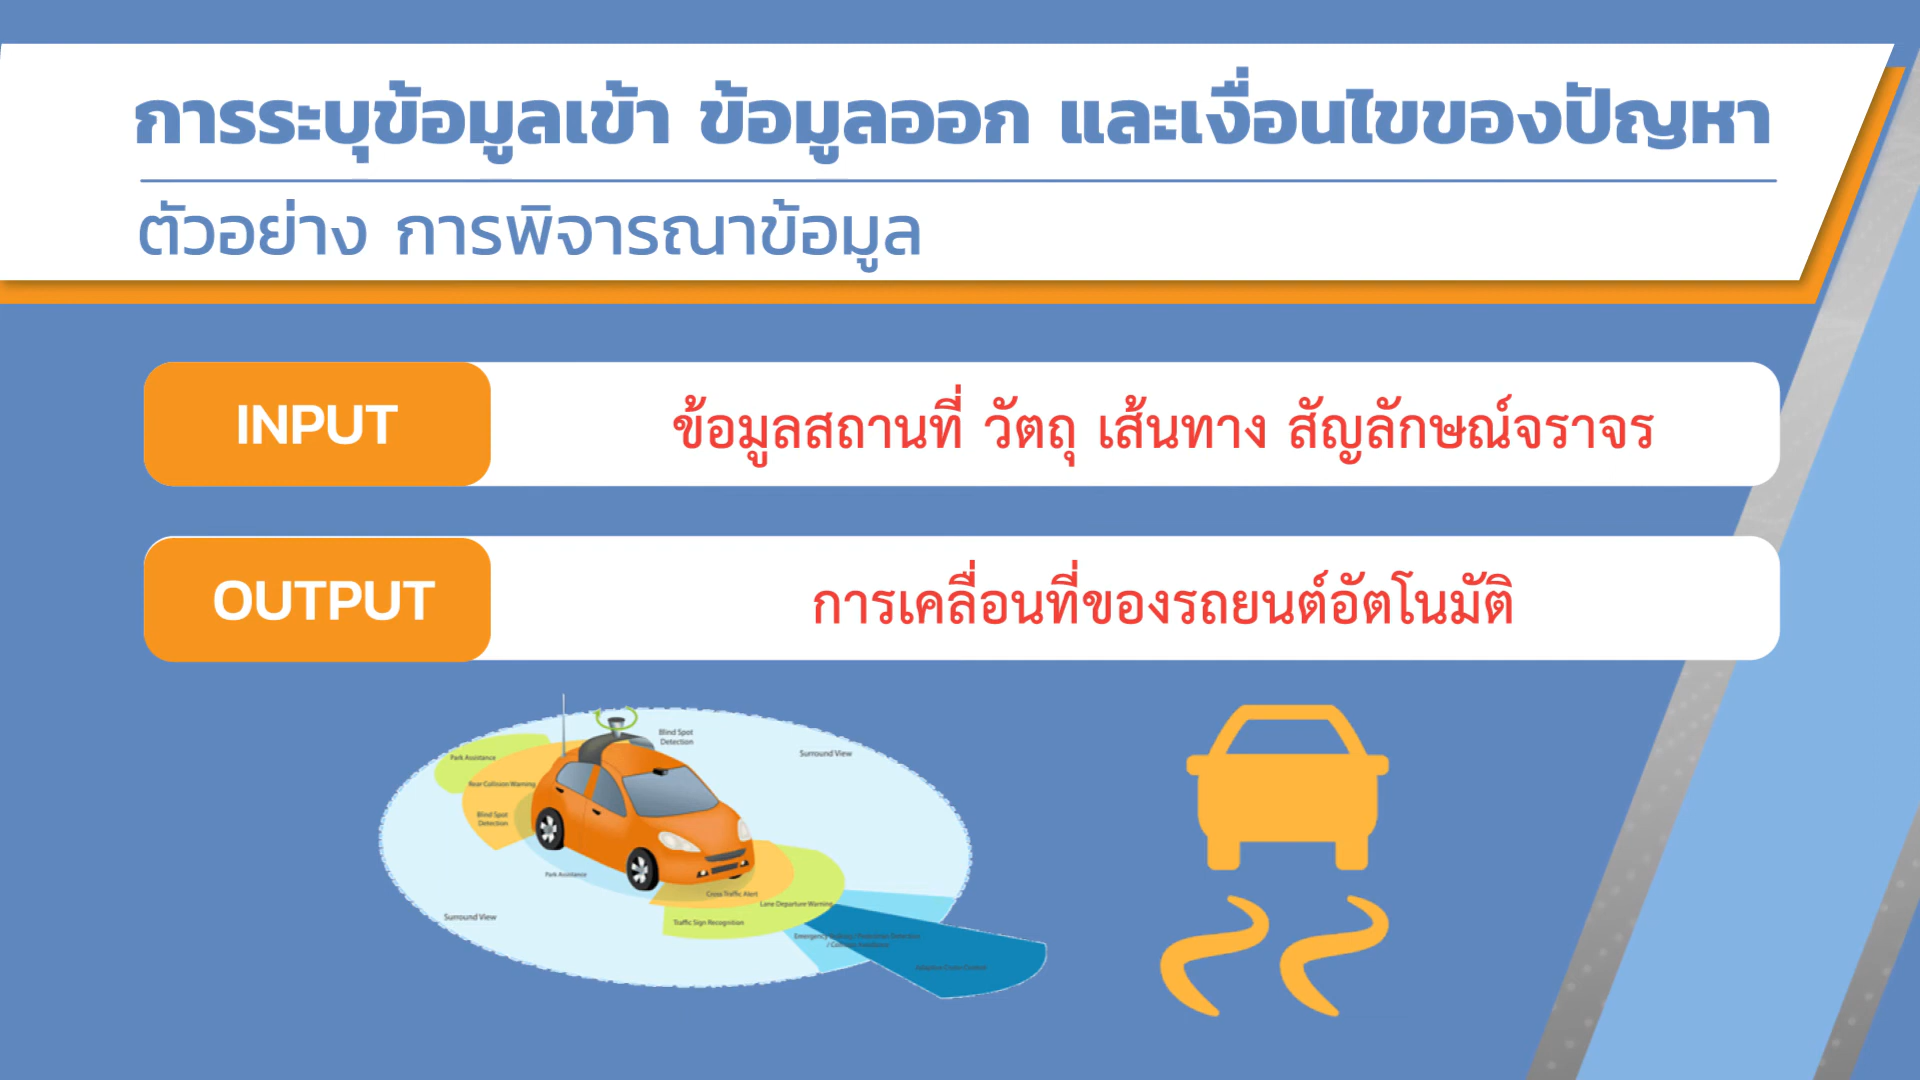 การระบุข้อมูลเข้า ข้อมูลออก และเงื่อนไขของปัญหา
ตัวอย่าง การพิจารณาข้อมูล
INPUT
ข้อมูลสถานที่ วัตถุ เส้นทาง สัญลักษณ์จราจร
OUTPUT
การเคลื่อนที่ของรถยนต์อัตโนมัติ
Blind Spot
Detection
Surround View
Park Assistance
Rear Collision Warning
Blind Spot
Detection
Park Assistance
Cross Traffic Alert
Lane Departure Warning
Surround View
Traffic Sign Recognition
Emergency